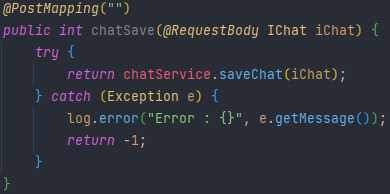 @PostMapping("")
public int chatSave(@RequestBody IChat iChat) {
    try {
        return chatService.saveChat(iChat);
    } catch (Exception e) {
        log.error("Error : {}", e.getMessage());
        return -1;
    }
}